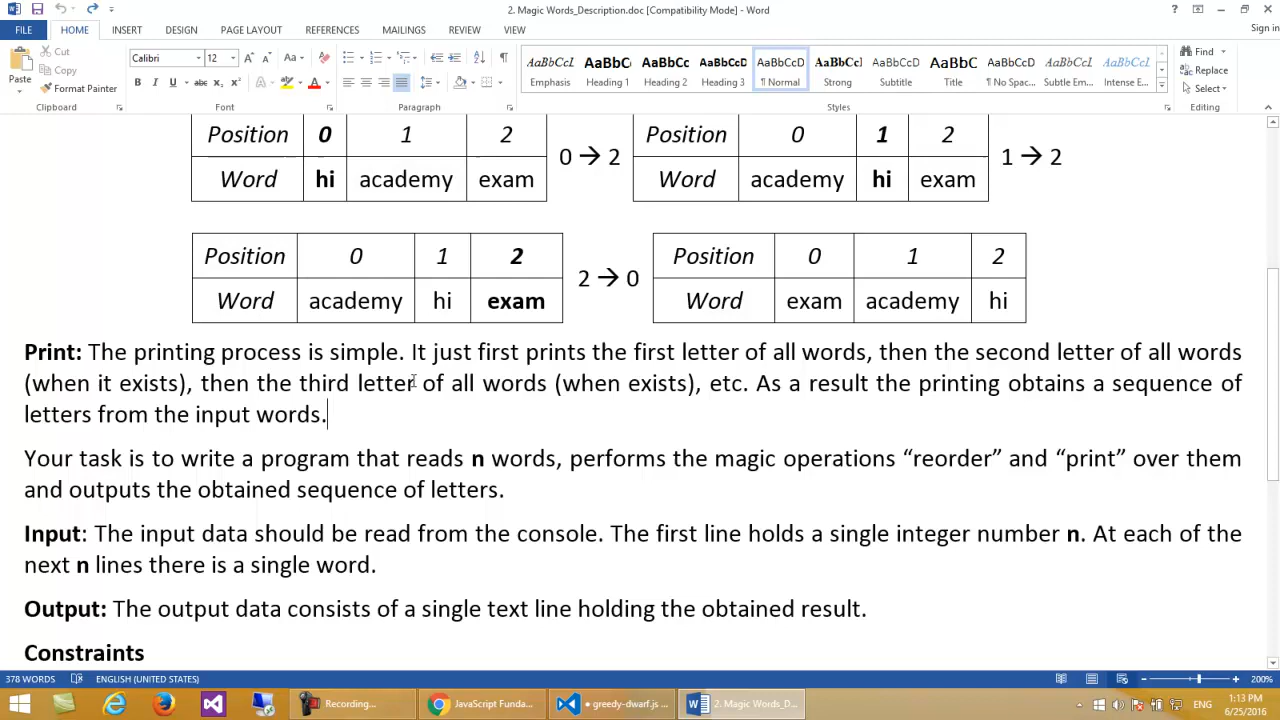 2. Magic Words_Description.doc [Compatibility Mode] - Word
Sign in
FILE HOME INSERT DESIGN PAGE LAYOUT REFERENCES MAILINGS REVIEW VIEW
Paste
Cut
Copy
Format Painter
Calibri 12
AaBbCcL AaBbC AaBbCc AaBbCcD AaBbCcD AaBbCcD AaBbCcD AaBbC AaBbCcD AaBbCcL AaBbCcL
Emphasis Heading 1 Heading 2 Heading 3 ¶ Normal Strong Subtitle Title ¶ No Spac... Subtle Em... Intense E...
Find
Replace
Select
Clipboard Font Paragraph Styles Editing
Position 0 1 2
Word hi academy exam
0 → 2
Position 0 1 2
Word academy hi exam
1 → 2
Position 0 1 2
Word academy hi exam
2 → 0
Position 0 1 2
Word exam academy hi
Print: The printing process is simple. It just first prints the first letter of all words, then the second letter of all words
(when it exists), then the third letter of all words (when exists), etc. As a result the printing obtains a sequence of
letters from the input words.
Your task is to write a program that reads n words, performs the magic operations “reorder” and “print” over them
and outputs the obtained sequence of letters.
Input: The input data should be read from the console. The first line holds a single integer number n. At each of the
next n lines there is a single word.
Output: The output data consists of a single text line holding the obtained result.
Constraints
378 WORDS ENGLISH (UNITED STATES) 200%
Recording... JavaScript Funda... • greedy-dwarf.js ... 2. Magic Words_D...
ENG
1:13 PM
6/25/2016